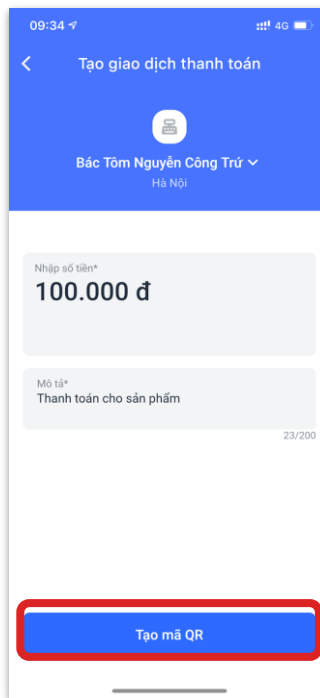 09:34 4G
Tạo giao dịch thanh toán
Bác Tôm Nguyễn Công Trứ
Hà Nội
Nhập số tiền*
100.000 đ
Mô tả*
Thanh toán cho sản phẩm
23/200
Tạo mã QR